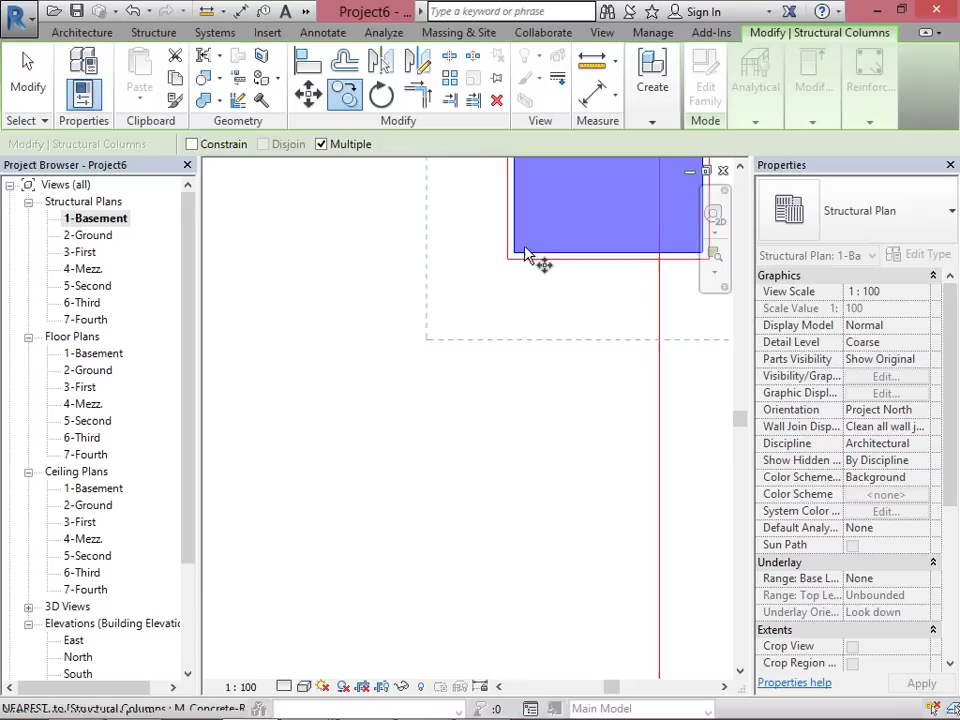 Project6 - ...
Type a keyword or phrase
Sign In
Architecture Structure Systems Insert Annotate Analyze Massing & Site Collaborate View Manage Add-Ins Modify | Structural Columns
Modify
Paste
Create
Edit
Family
Analytical
Modif...
Reinforc...
Select Properties Clipboard Geometry Modify View Measure Mode
Modify | Structural Columns Constrain Disjoin Multiple
Project Browser - Project6
Views (all)
Structural Plans
1-Basement
2-Ground
3-First
4-Mezz.
5-Second
6-Third
7-Fourth
Floor Plans
1-Basement
2-Ground
3-First
4-Mezz.
5-Second
6-Third
7-Fourth
Ceiling Plans
1-Basement
2-Ground
3-First
4-Mezz.
5-Second
6-Third
7-Fourth
3D Views
Elevations (Building Elevatio
East
North
South
2D
Properties
Structural Plan
Structural Plan: 1-Ba Edit Type
Graphics
View Scale 1 : 100
Scale Value 1: 100
Display Model Normal
Detail Level Coarse
Parts Visibility Show Original
Visibility/Grap... Edit...
Graphic Displ... Edit...
Orientation Project North
Wall Join Disp... Clean all wall j...
Discipline Architectural
Show Hidden ... By Discipline
Color Scheme... Background
Color Scheme <none>
System Color ... Edit...
Default Analy... None
Sun Path
Underlay
Range: Base L... None
Range: Top Le... Unbounded
Underlay Orie... Look down
Extents
Crop View
Crop Region ...
Properties help Apply
1 : 100
NEAREST to (Structural Columns : M_Concrete-R
:0
Main Model